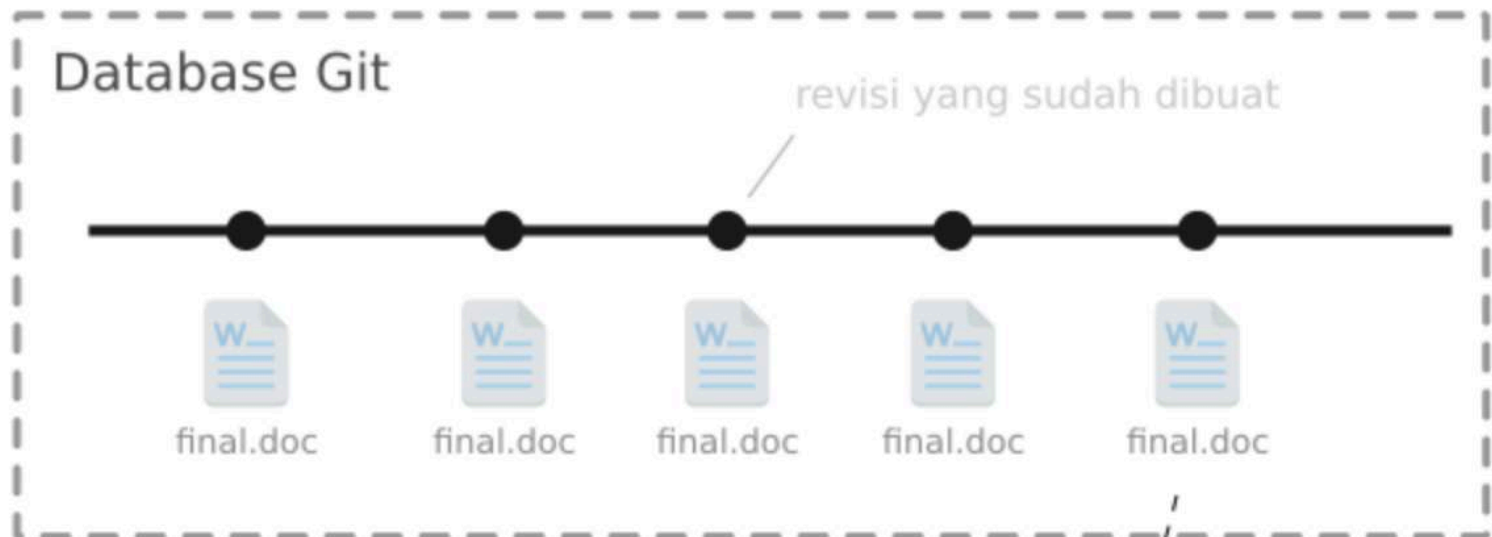 Database Git
revisi yang sudah dibuat
W W W W W
final.doc final.doc final.doc final.doc final.doc